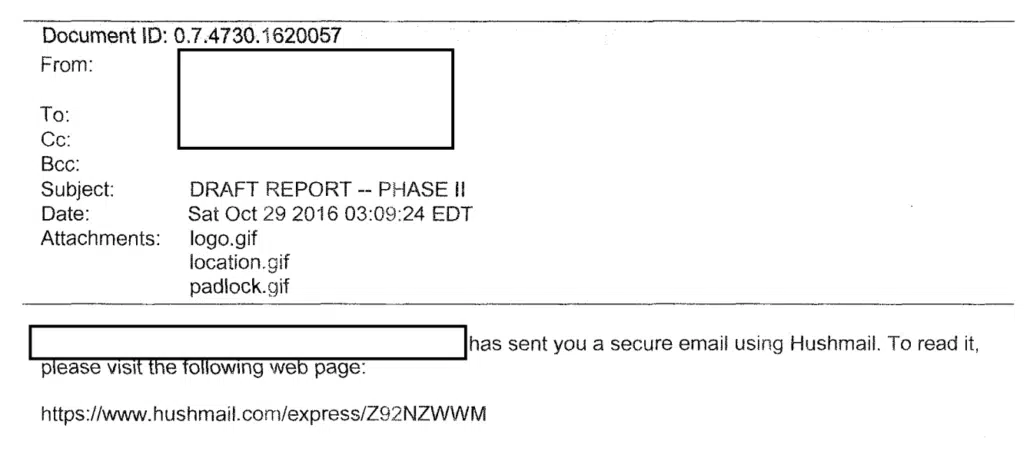 Document ID: 0.7.4730.1620057
From:
To:
Cc:
Bcc:
Subject: DRAFT REPORT -- PHASE II
Date: Sat Oct 29 2016 03:09:24 EDT
Attachments: logo.gif
location.gif
padlock.gif
has sent you a secure email using Hushmail. To read it,
please visit the following web page:
https://www.hushmail.com/express/Z92NZWWM